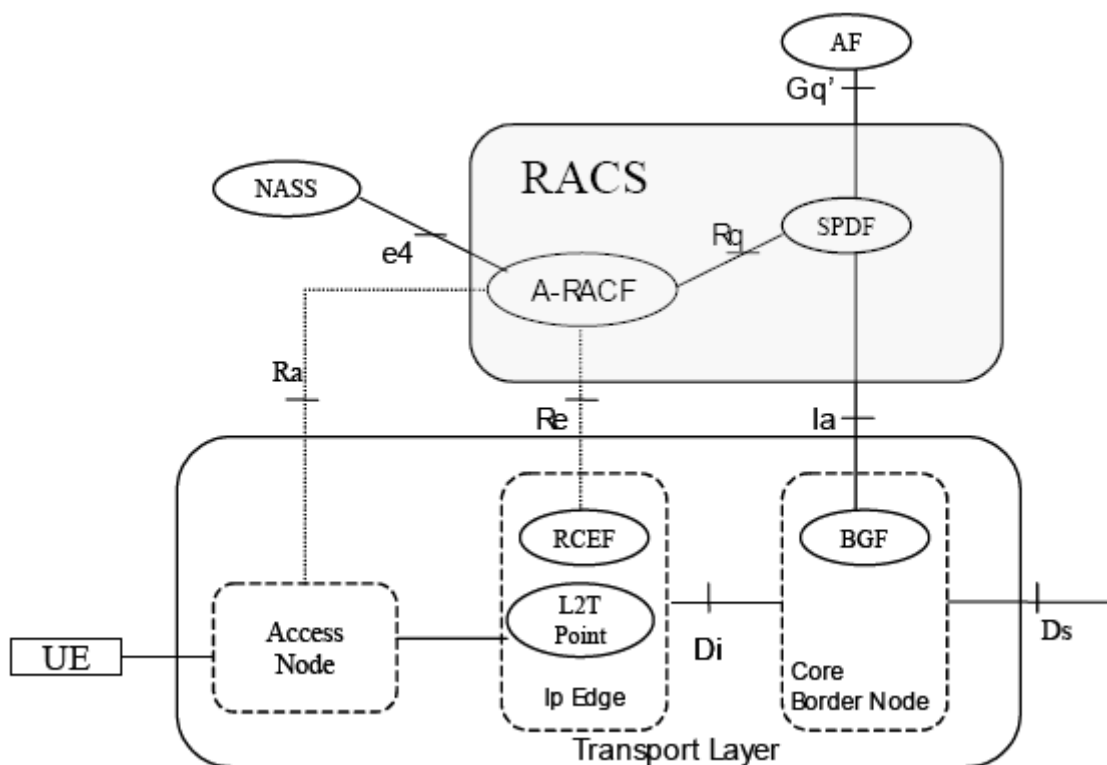 AF
Gq’
RACS
NASS
SPDF
Rq
e4
A-RACF
Ra
Re
Ia
RCEF
BGF
L2T
Point
Access
Node
UE
Di
Ds
Core
Border Node
Ip Edge
Transport Layer